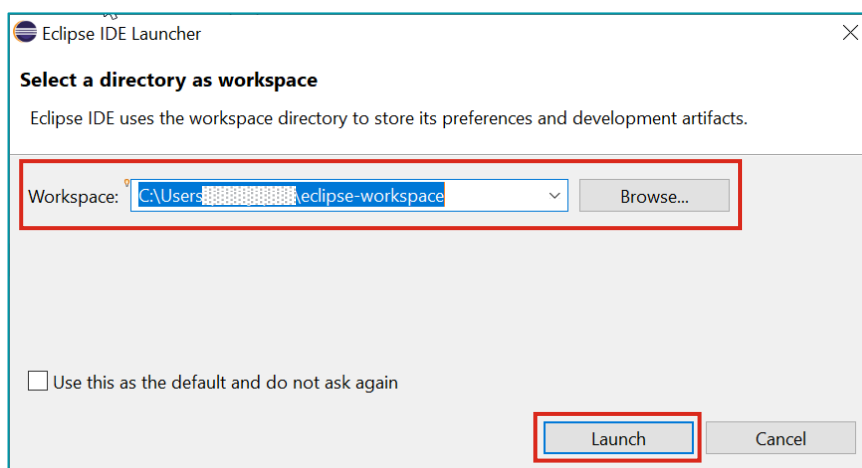 Eclipse IDE Launcher
Select a directory as workspace
Eclipse IDE uses the workspace directory to store its preferences and development artifacts.
Workspace: C:\Users \eclipse-workspace Browse...
Use this as the default and do not ask again
Launch Cancel